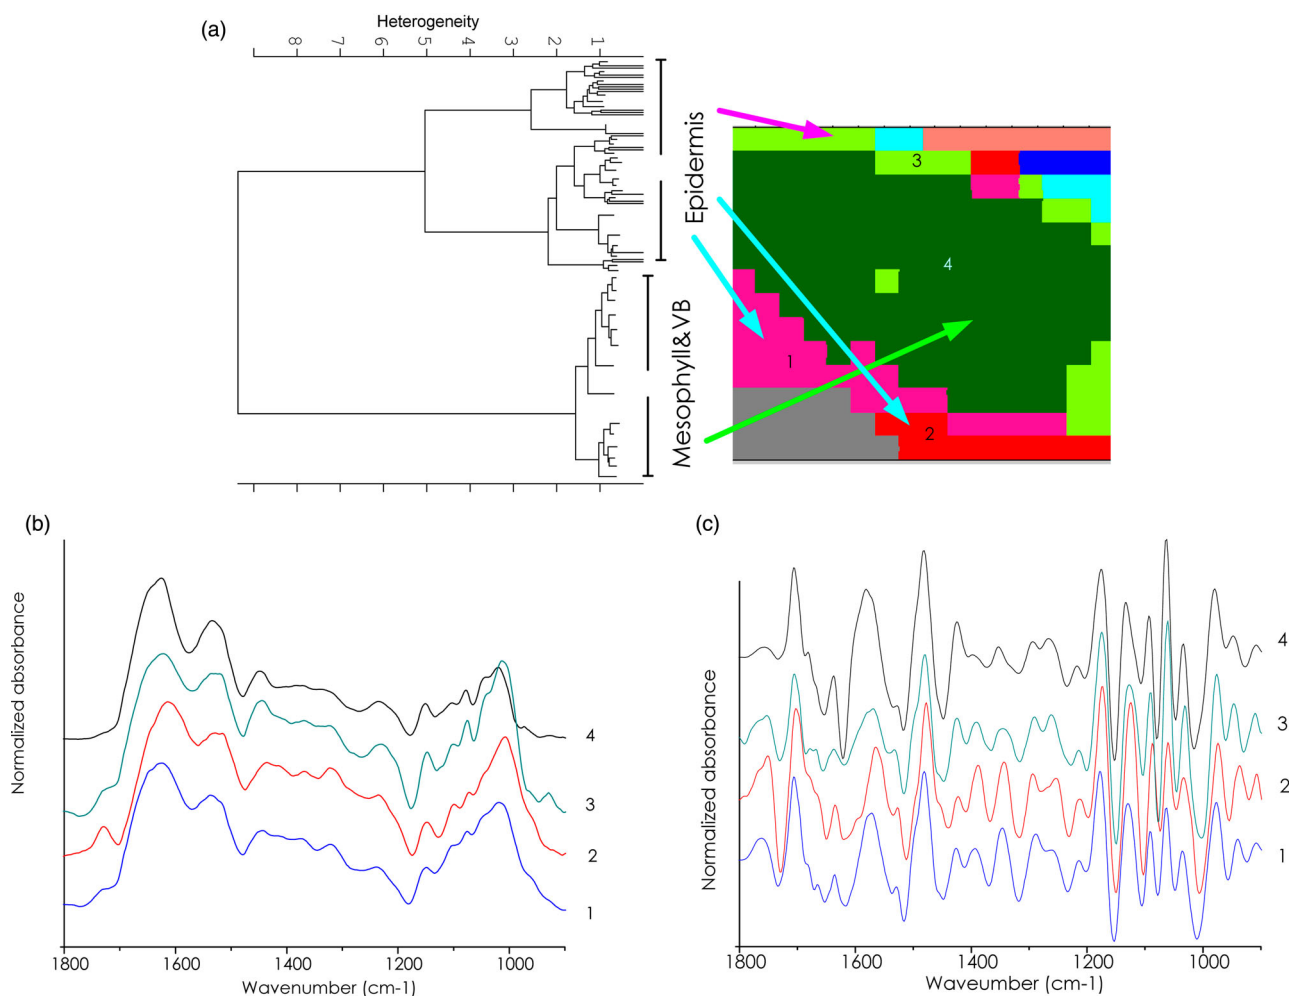 (a)
Heterogeneity
8 7 6 5 4 3 2 1
Epidermis
Mesophyll&VB
3
4
1
2
(b)
Normalized absorbance
4
3
2
1
1800 1600 1400 1200 1000
Wavenumber (cm-1)
(c)
Normalized absorbance
4
3
2
1
1800 1600 1400 1200 1000
Waveumber (cm-1)